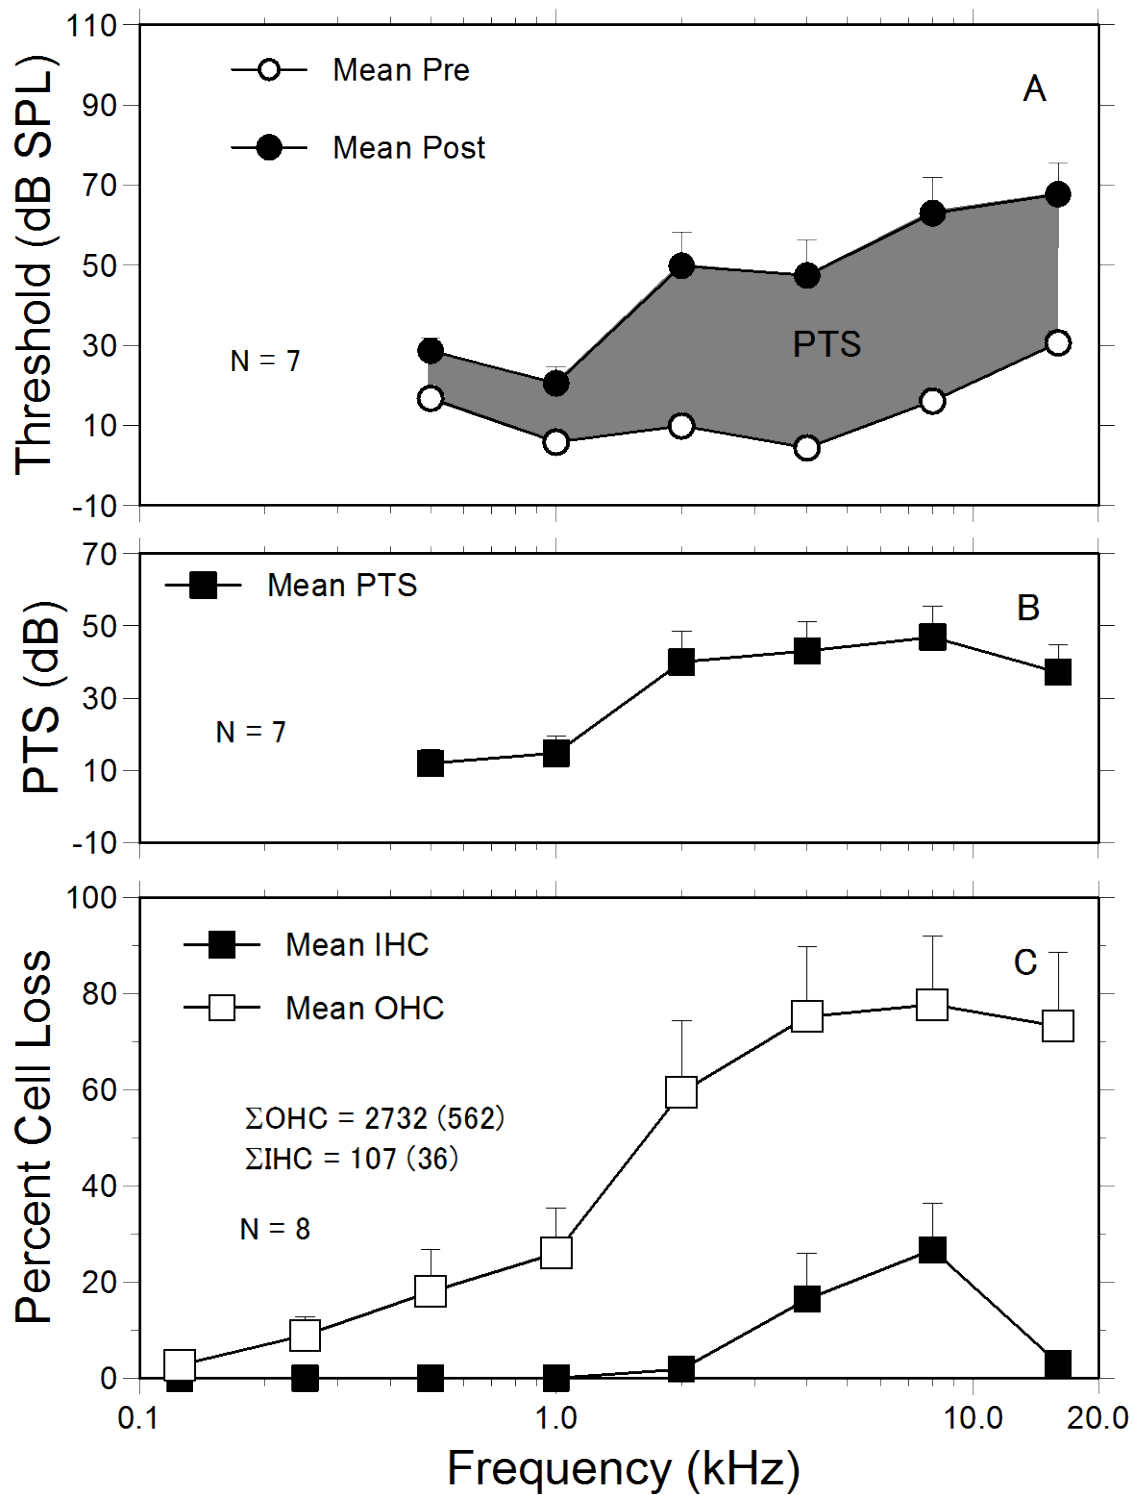 Threshold (dB SPL)
110
90
70
50
30
10
-10
Mean Pre
Mean Post
A
N = 7
PTS
PTS (dB)
70
50
30
10
-10
Mean PTS
B
N = 7
Percent Cell Loss
100
80
60
40
20
0
Mean IHC
Mean OHC
C
ΣOHC = 2732 (562)
ΣIHC = 107 (36)
N = 8
0.1
1.0
10.0
20.0
Frequency (kHz)